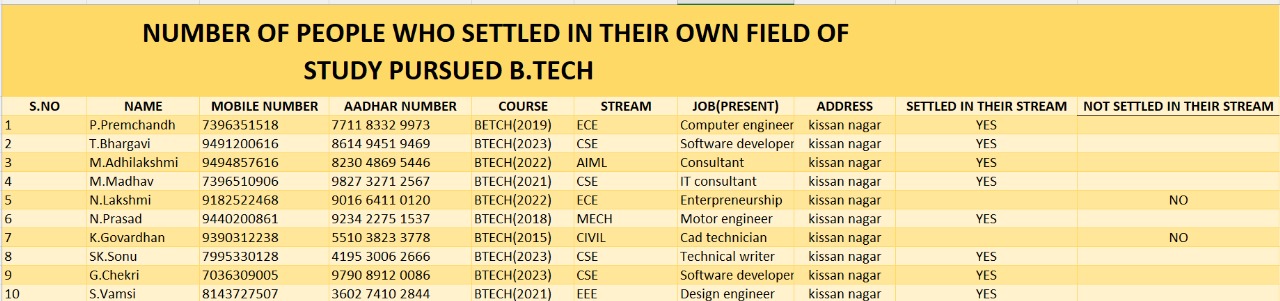 NUMBER OF PEOPLE WHO SETTLED IN THEIR OWN FIELD OF
STUDY PURSUED B.TECH
S.NO NAME MOBILE NUMBER AADHAR NUMBER COURSE STREAM JOB(PRESENT) ADDRESS SETTLED IN THEIR STREAM NOT SETTLED IN THEIR STREAM
1 P.Premchandh 7396351518 7711 8332 9973 BETCH(2019) ECE Computer engineer kissan nagar YES
2 T.Bhargavi 9491200616 8614 9451 9469 BTECH(2023) CSE Software developer kissan nagar YES
3 M.Adhilakshmi 9494857616 8230 4869 5446 BTECH(2022) AIML Consultant kissan nagar YES
4 M.Madhav 7396510906 9827 3271 2567 BTECH(2021) CSE IT consultant kissan nagar YES
5 N.Lakshmi 9182522468 9016 6411 0120 BTECH(2022) ECE Enterpreneurship kissan nagar NO
6 N.Prasad 9440200861 9234 2275 1537 BTECH(2018) MECH Motor engineer kissan nagar YES
7 K.Govardhan 9390312238 5510 3823 3778 BTECH(2015) CIVIL Cad technician kissan nagar NO
8 SK.Sonu 7995330128 4195 3006 2666 BTECH(2023) CSE Technical writer kissan nagar YES
9 G.Chekri 7036309005 9790 8912 0086 BTECH(2023) CSE Software developer kissan nagar YES
10 S.Vamsi 8143727507 3602 7410 2844 BTECH(2021) EEE Design engineer kissan nagar YES